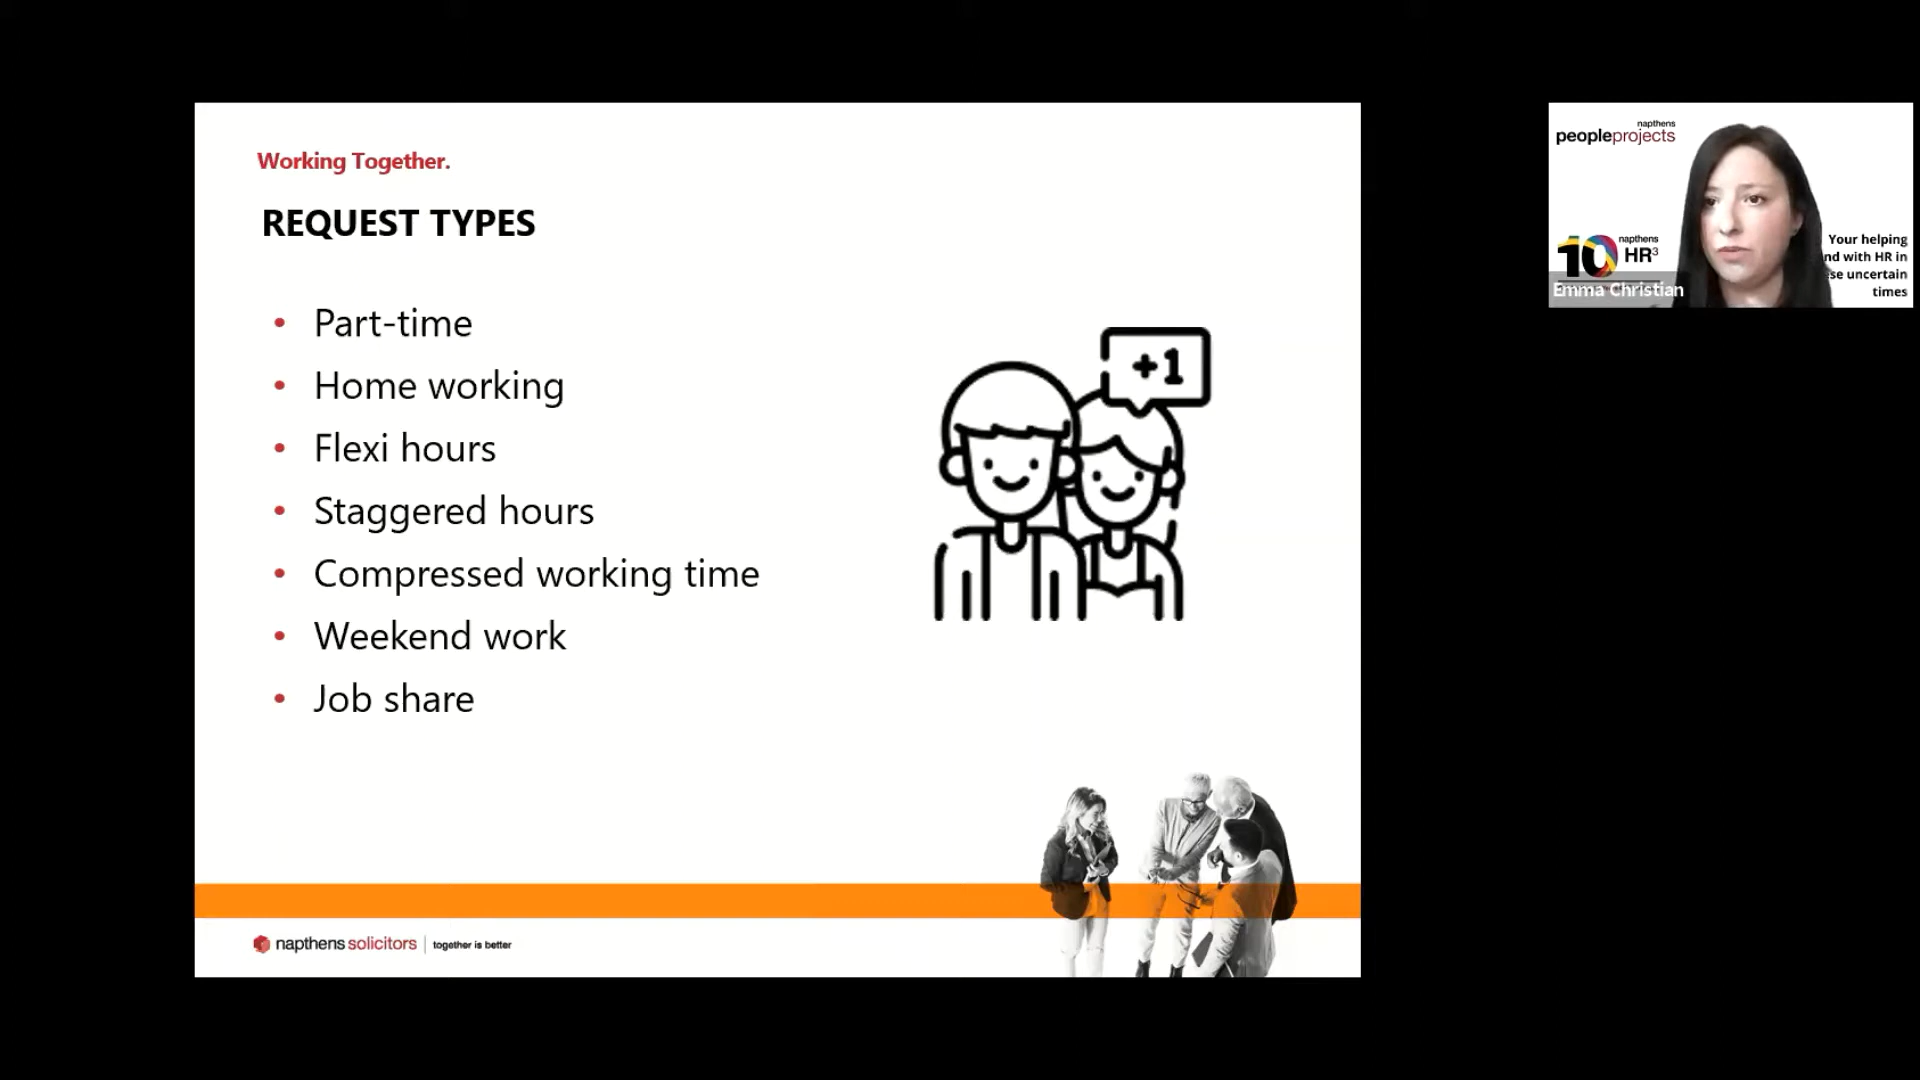 Working Together.
REQUEST TYPES
• Part-time
• Home working
• Flexi hours
• Staggered hours
• Compressed working time
• Weekend work
• Job share
+1
napthens solicitors | together is better
napthens
peopleprojects
10 napthens
HR³
Your helping
nd with HR in
se uncertain
times
Emma Christian